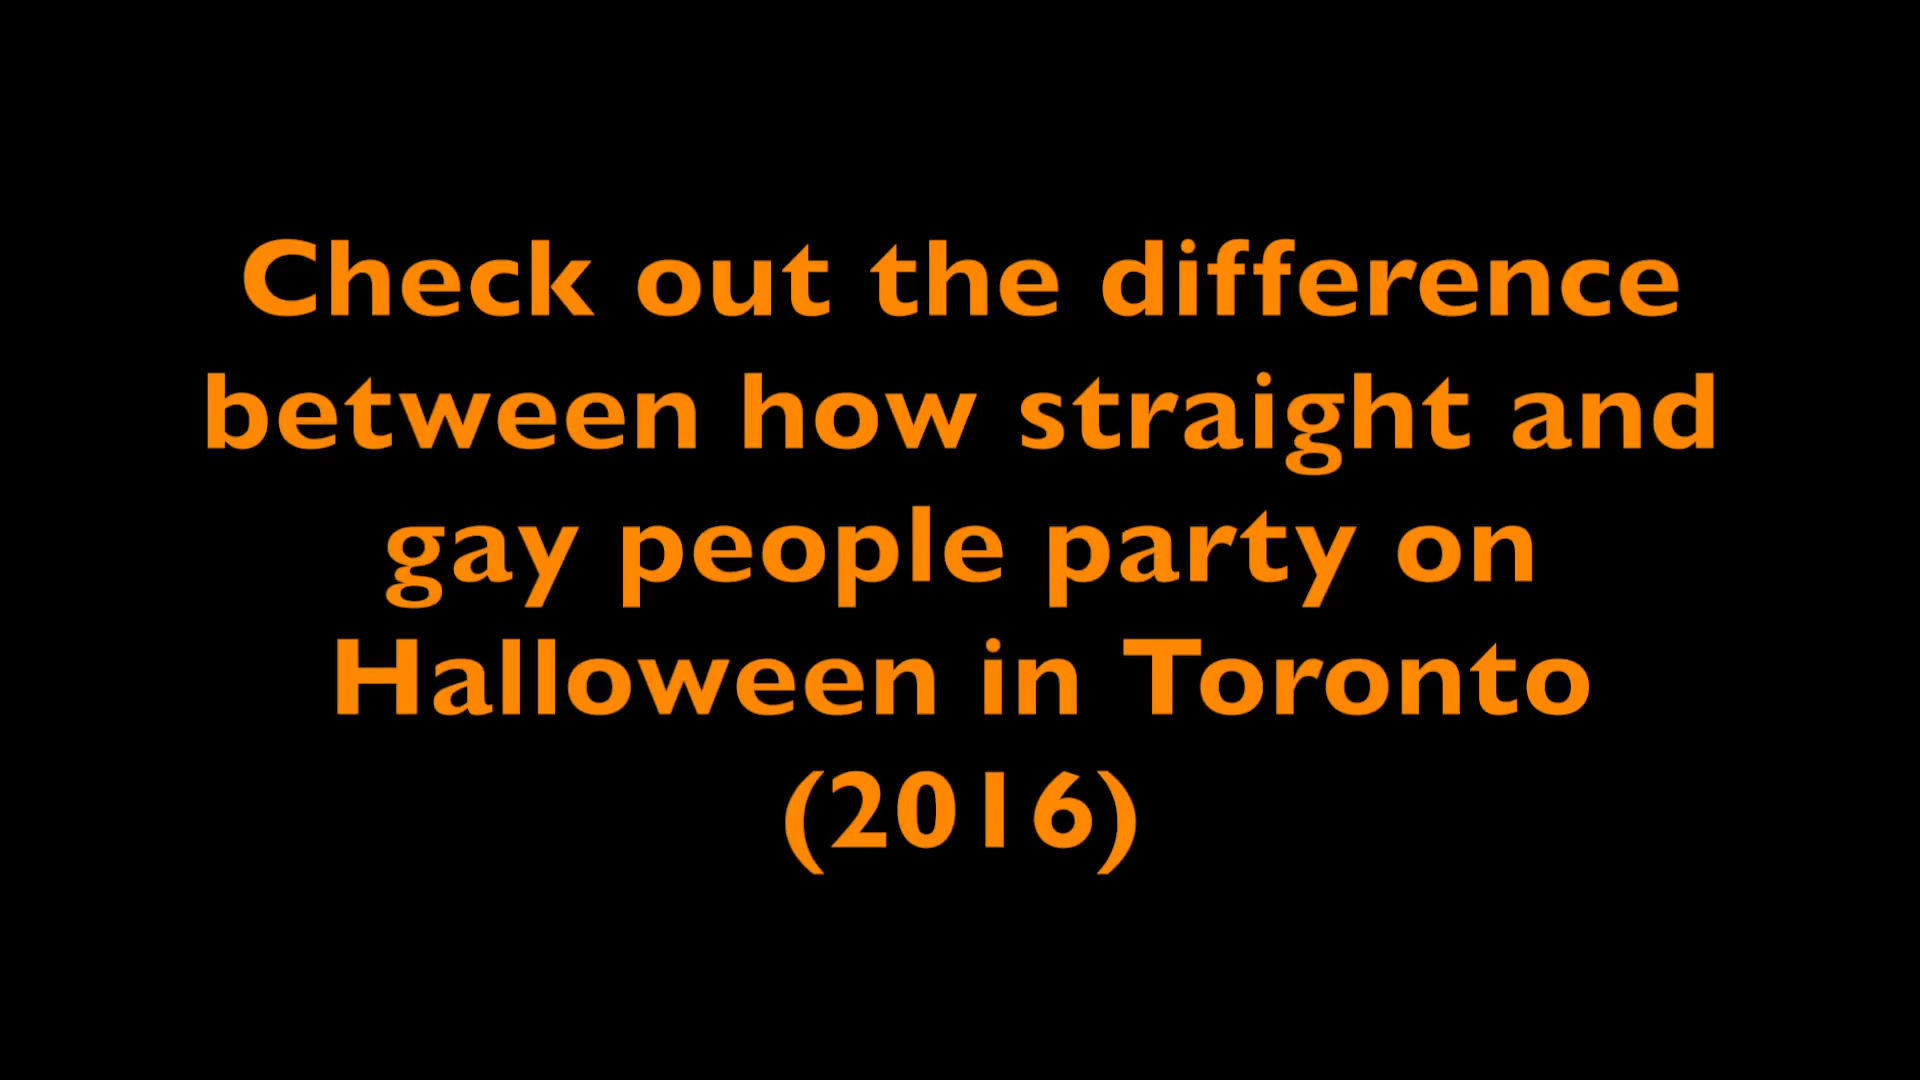 Check out the difference
between how straight and
gay people party on
Halloween in Toronto
(2016)